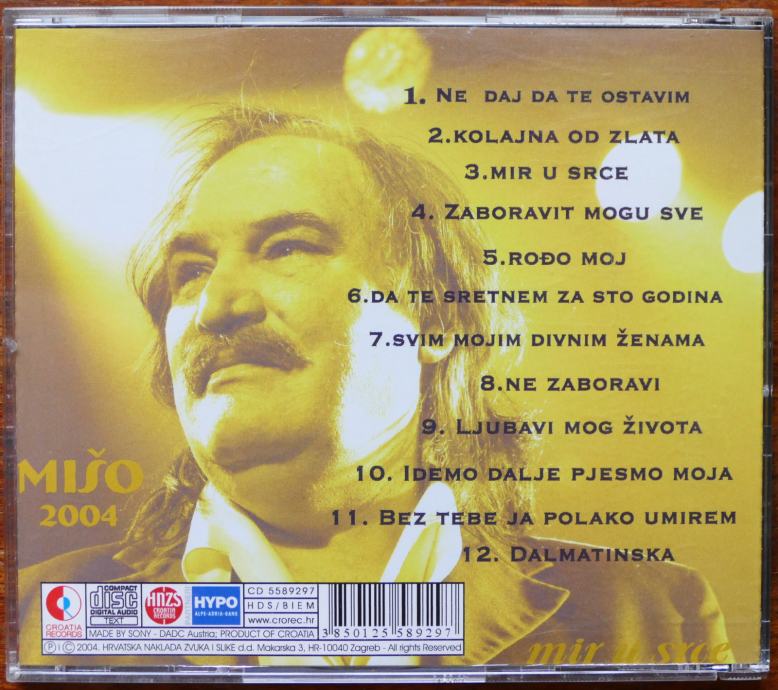 1. NE DAJ DA TE OSTAVIM
2.KOLAJNA OD ZLATA
3.MIR U SRCE
4. ZABORAVIT MOGU SVE
5.ROĐO MOJ
6.DA TE SRETNEM ZA STO GODINA
7.SVIM MOJIM DIVNIM ŽENAMA
8.NE ZABORAVI
9. LJUBAVI MOG ŽIVOTA
10. IDEMO DALJE PJESMO MOJA
11. BEZ TEBE JA POLAKO UMIREM
12. DALMATINSKA
MIŠO
2004
CROATIA
RECORDS
COMPACT
disc
DIGITAL AUDIO
TEXT
HNZS
CROATIA
RECORDS
HYPO
ALPE-ADRIA-BANK
CD 5589297
HDS/BIEM
www.crorec.hr
3 850125 589297
MADE BY SONY - DADC Austria; PRODUCT OF CROATIA
Ⓟ I Ⓒ 2004. HRVATSKA NAKLADA ZVUKA I SLIKE d.d. Makarska 3, HR-10040 Zagreb - All rights Reserved
mir u srce